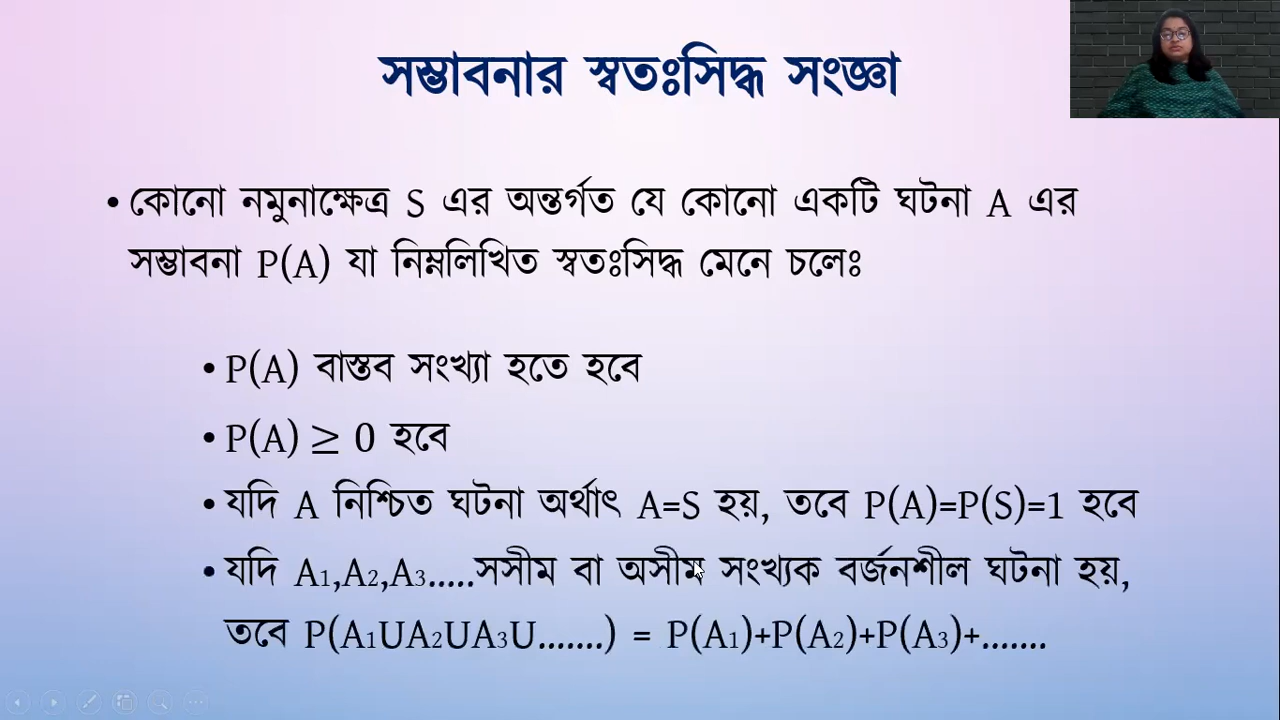 সম্ভাবনার স্বতঃসিদ্ধ সংজ্ঞা
• কোনো নমুনাক্ষেত্র S এর অন্তর্গত যে কোনো একটি ঘটনা A এর
সম্ভাবনা P(A) যা নিম্নলিখিত স্বতঃসিদ্ধ মেনে চলেঃ
• P(A) বাস্তব সংখ্যা হতে হবে
• P(A) ≥ 0 হবে
• যদি A নিশ্চিত ঘটনা অর্থাৎ A=S হয়, তবে P(A)=P(S)=1 হবে
• যদি A₁,A₂,A₃.....সসীম বা অসীম সংখ্যক বর্জনশীল ঘটনা হয়,
তবে P(A₁UA₂UA₃U.......) = P(A₁)+P(A₂)+P(A₃)+.......